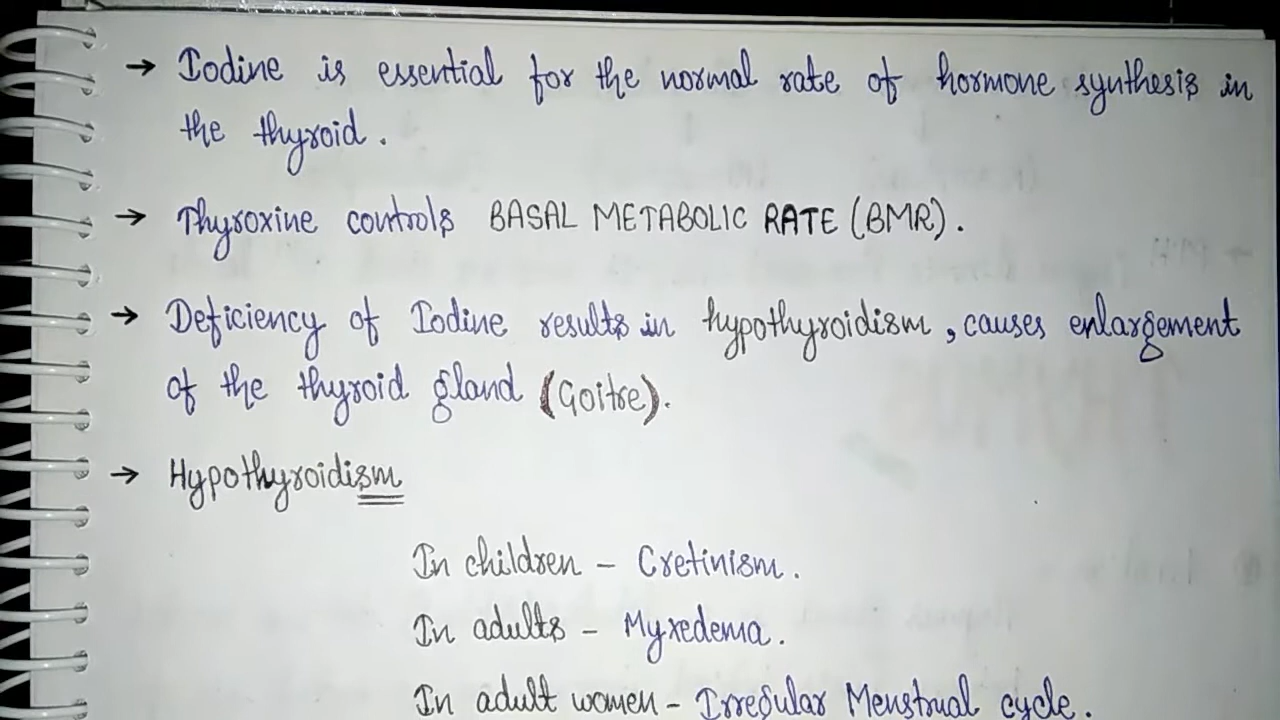 → Iodine is essential for the normal rate of hormone synthesis in
the thyroid.
→ Thyroxine controls BASAL METABOLIC RATE (BMR).
→ Deficiency of Iodine results in hypothyroidism, causes enlargement
of the thyroid gland (Goitre).
→ Hypothyroidism
In children – Cretinism.
In adults – Myxedema.
In adult women – Irregular Menstrual cycle.